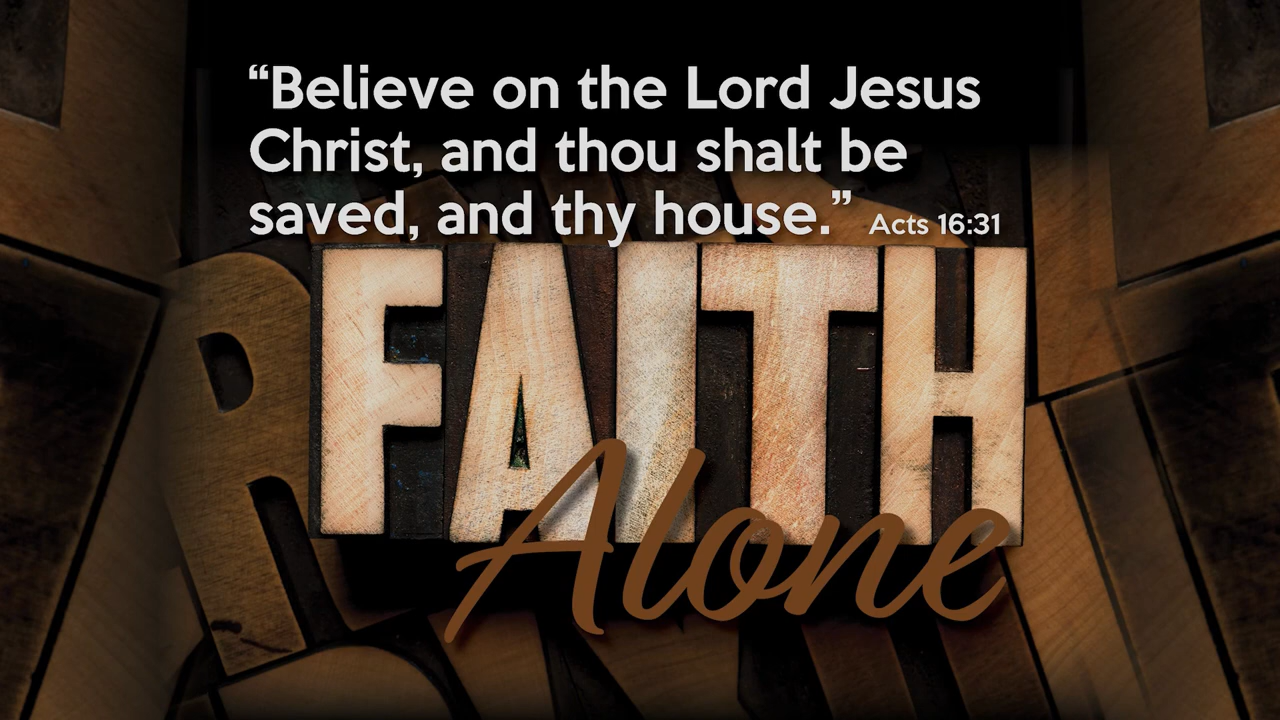 “Believe on the Lord Jesus
Christ, and thou shalt be
saved, and thy house.” Acts 16:31
FAITH
Alone